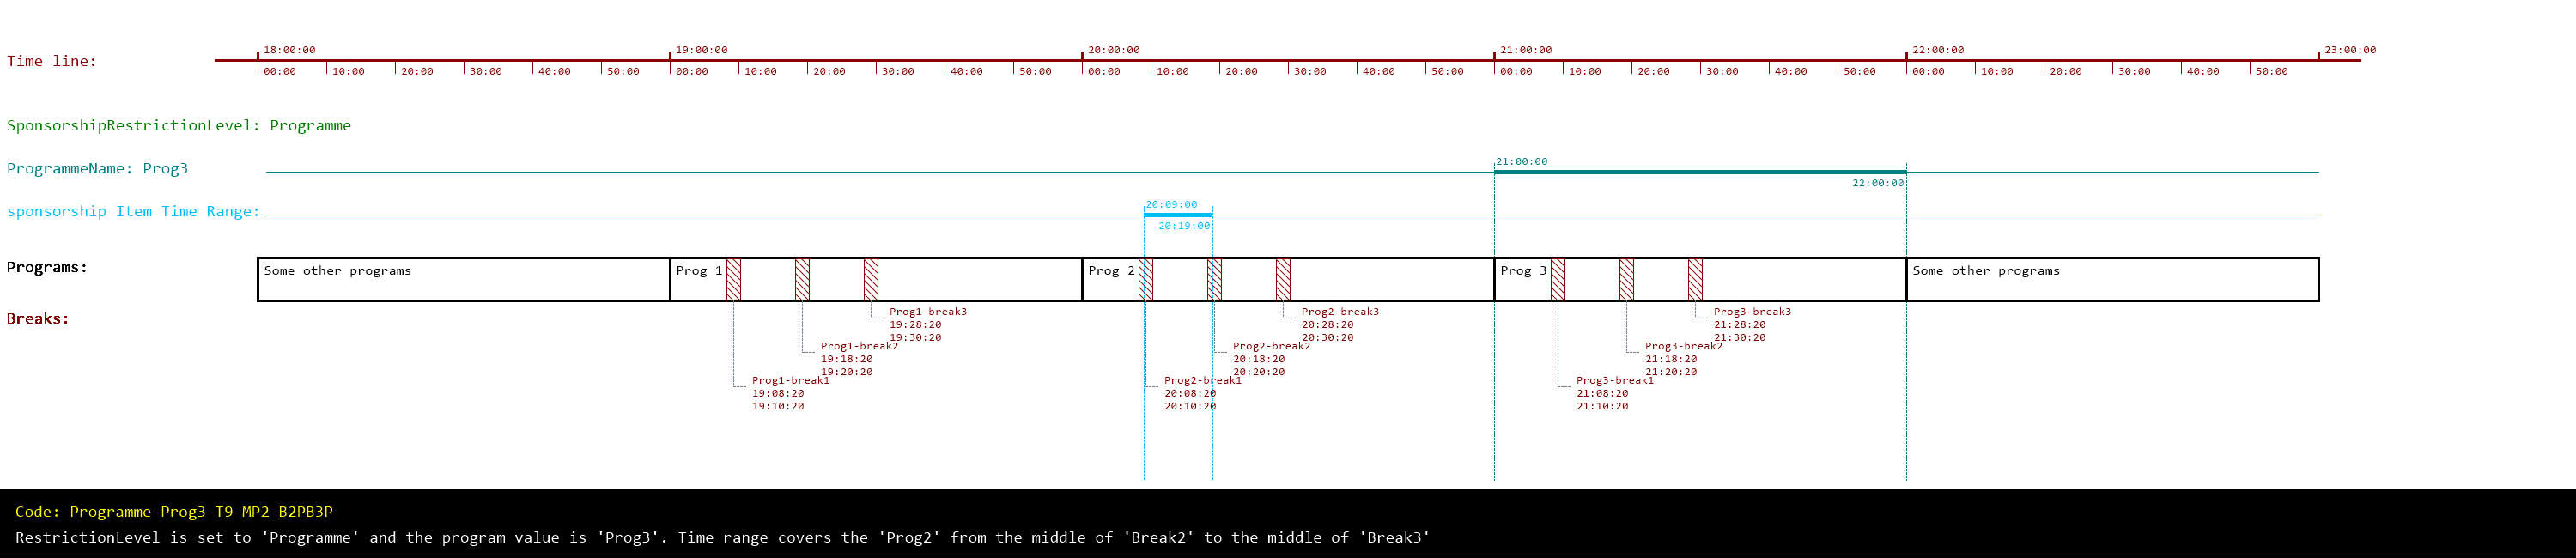 18:00:00 19:00:00 20:00:00 21:00:00 22:00:00 23:00:00
Time line:
00:00 10:00 20:00 30:00 40:00 50:00 00:00 10:00 20:00 30:00 40:00 50:00 00:00 10:00 20:00 30:00 40:00 50:00 00:00 10:00 20:00 30:00 40:00 50:00 00:00 10:00 20:00 30:00 40:00 50:00
SponsorshipRestrictionLevel: Programme
ProgrammeName: Prog3
21:00:00
22:00:00
sponsorship Item Time Range:
20:09:00
20:19:00
Programs:
Some other programs
Prog 1
Prog 2
Prog 3
Some other programs
Breaks:
Prog1-break3
19:28:20
19:30:20
Prog1-break2
19:18:20
19:20:20
Prog1-break1
19:08:20
19:10:20
Prog2-break3
20:28:20
20:30:20
Prog2-break2
20:18:20
20:20:20
Prog2-break1
20:08:20
20:10:20
Prog3-break3
21:28:20
21:30:20
Prog3-break2
21:18:20
21:20:20
Prog3-break1
21:08:20
21:10:20
Code: Programme-Prog3-T9-MP2-B2PB3P
RestrictionLevel is set to 'Programme' and the program value is 'Prog3'. Time range covers the 'Prog2' from the middle of 'Break2' to the middle of 'Break3'